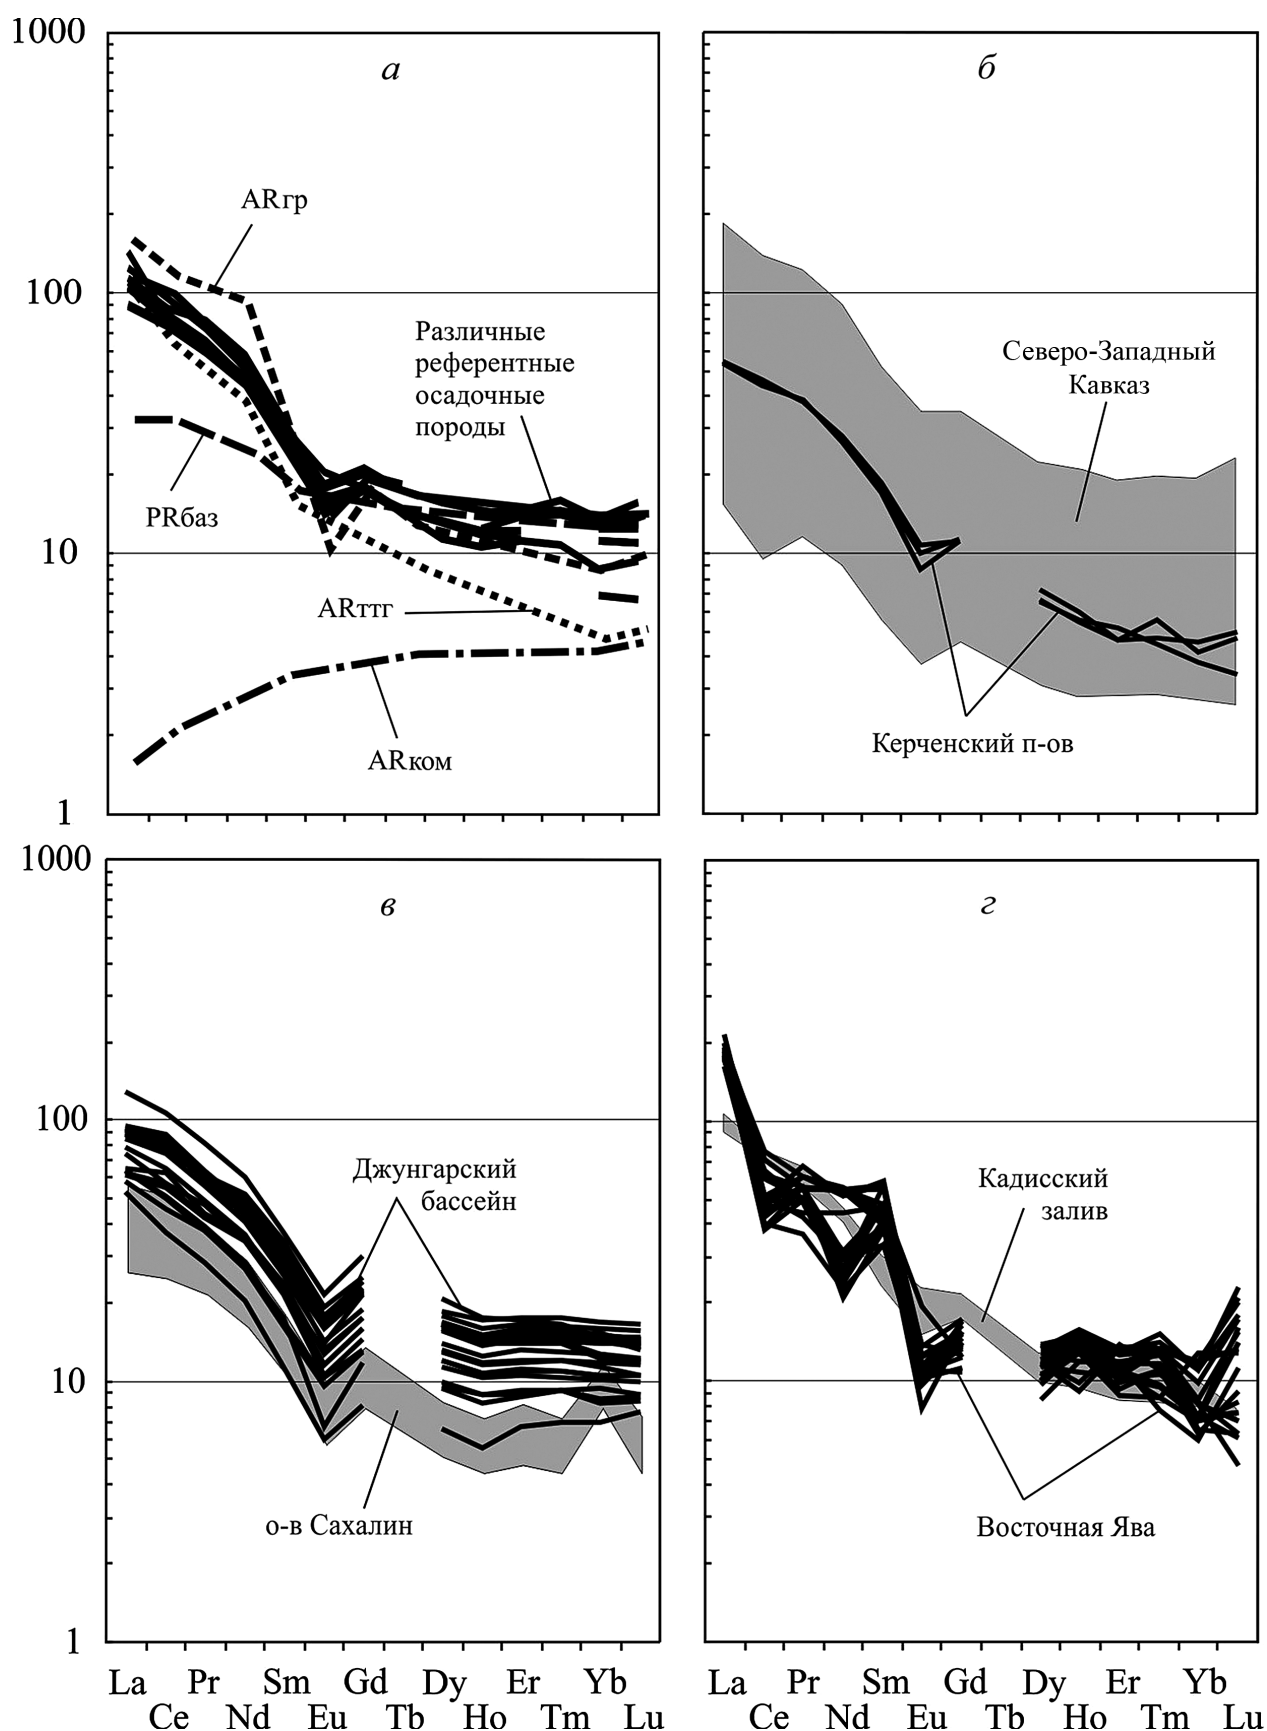 1000
100
10
1
а
ARгр
Различные
референтные
осадочные
породы
PRбаз
ARттг
ARком
б
Северо-Западный
Кавказ
Керченский п-ов
1000
100
10
1
в
Джунгарский
бассейн
о-в Сахалин
г
Кадисский
залив
Восточная Ява
La Pr Sm Gd Dy Er Yb
Ce Nd Eu Tb Ho Tm Lu
La Pr Sm Gd Dy Er Yb
Ce Nd Eu Tb Ho Tm Lu